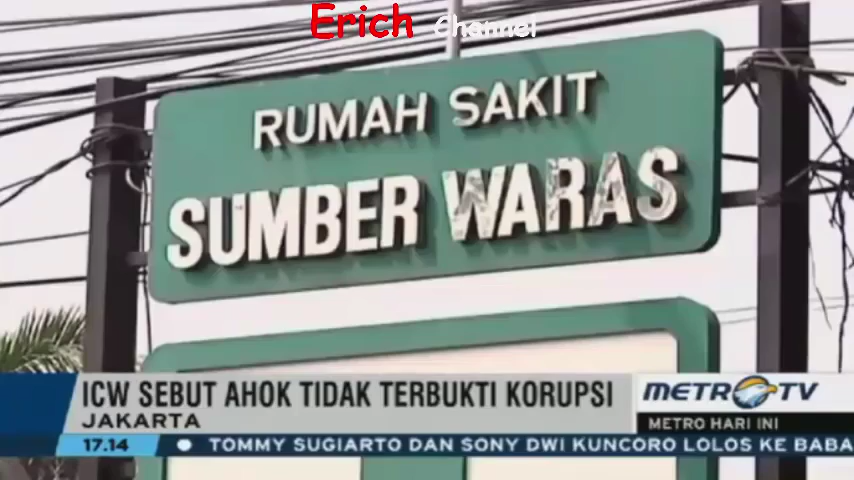 Erich Channel
RUMAH SAKIT
SUMBER WARAS
ICW SEBUT AHOK TIDAK TERBUKTI KORUPSI
JAKARTA
METRO TV
METRO HARI INI
17.14
TOMMY SUGIARTO DAN SONY DWI KUNCORO LOLOS KE BABA